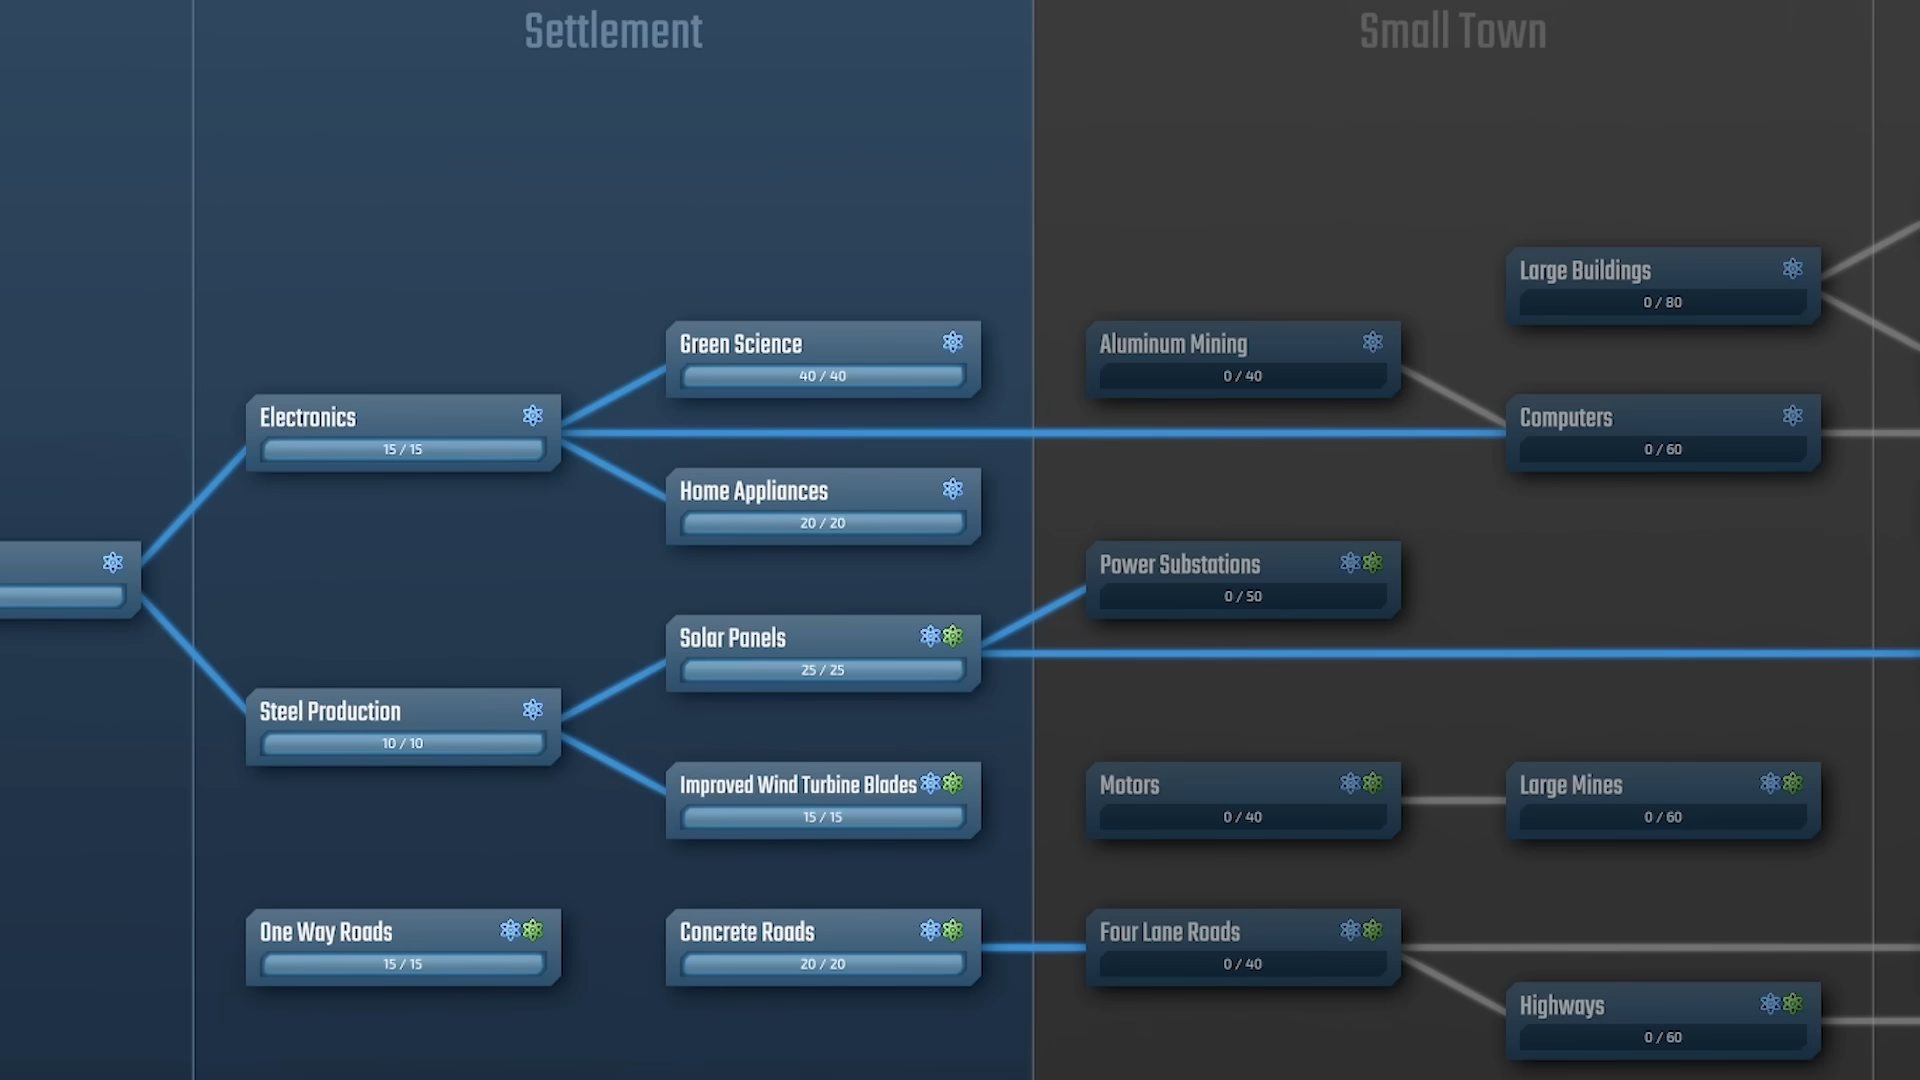 Settlement
Small Town
Large Buildings
0 / 80
Green Science
40 / 40
Aluminum Mining
0 / 40
Electronics
15 / 15
Computers
0 / 60
Home Appliances
20 / 20
Power Substations
0 / 50
Solar Panels
25 / 25
Steel Production
10 / 10
Improved Wind Turbine Blades
15 / 15
Motors
0 / 40
Large Mines
0 / 60
One Way Roads
15 / 15
Concrete Roads
20 / 20
Four Lane Roads
0 / 40
Highways
0 / 60